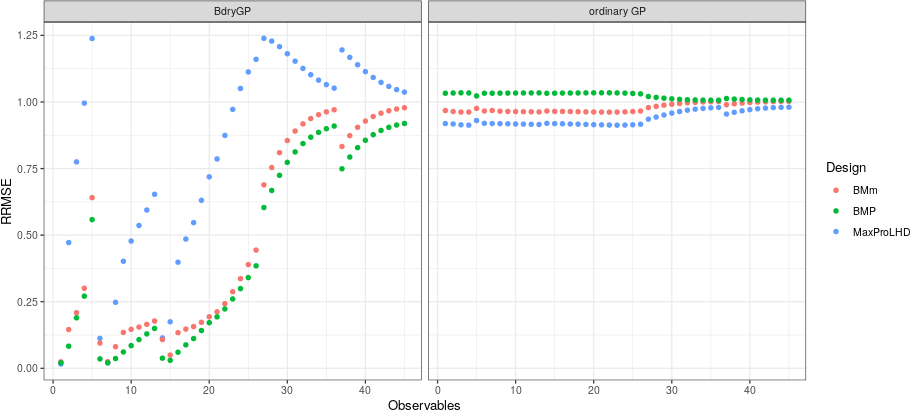 BdryGP
ordinary GP
RRMSE
1.25
1.00
0.75
0.50
0.25
0.00
0 10 20 30 40
0 10 20 30 40
Observables
Design
BMm
BMP
MaxProLHD